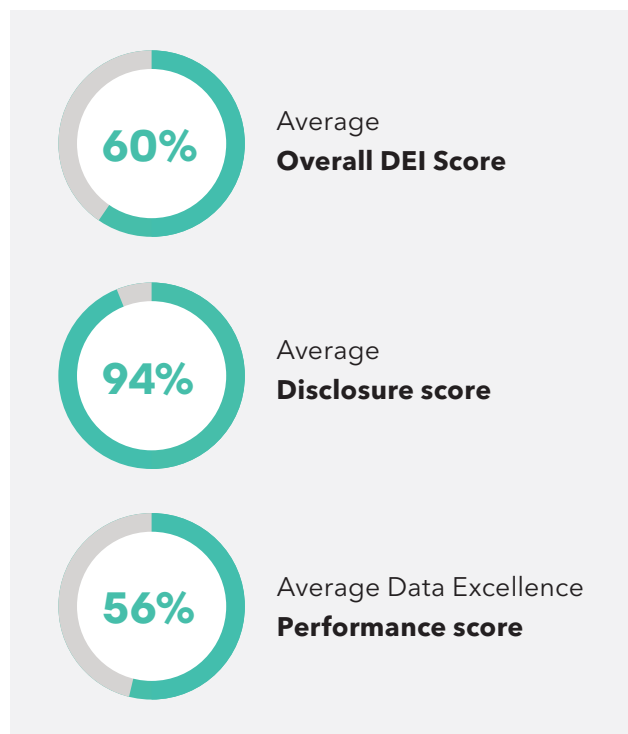 60%
Average
Overall DEI Score
94%
Average
Disclosure score
56%
Average Data Excellence
Performance score